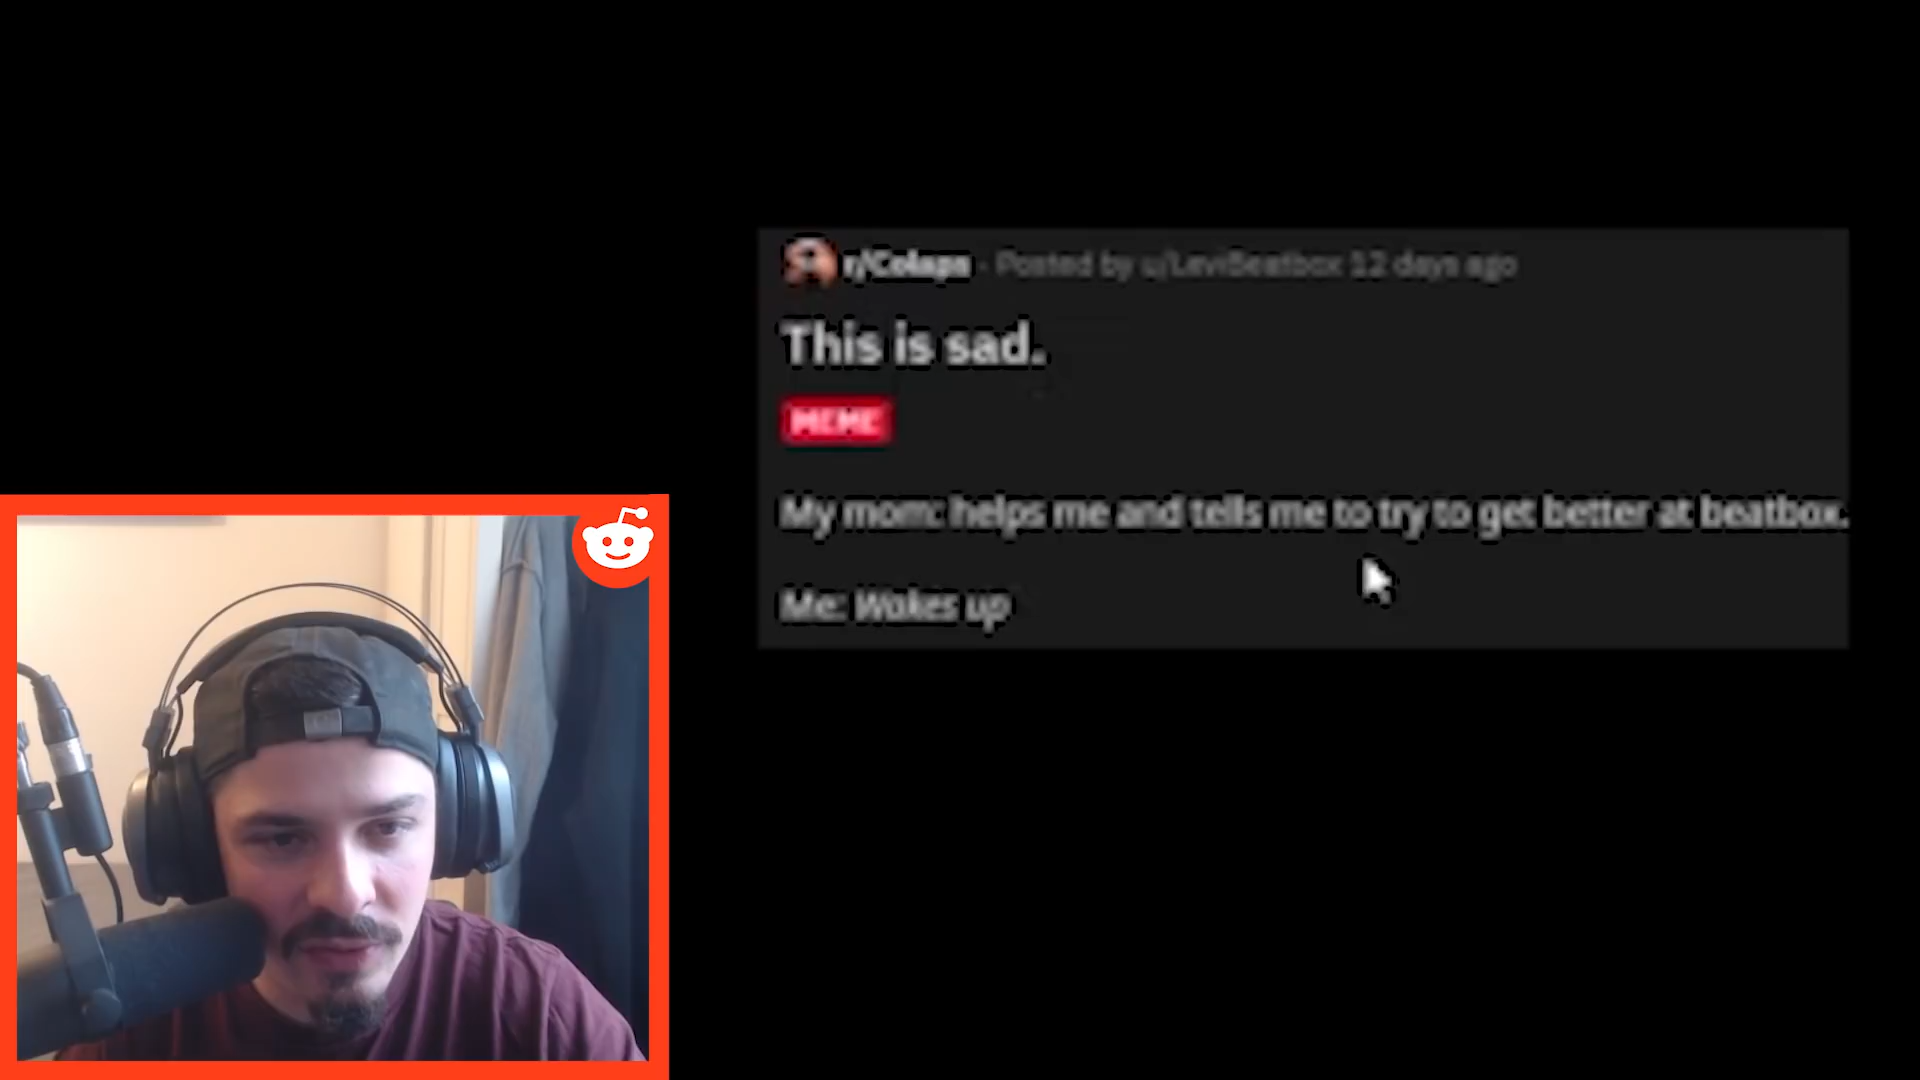 r/Colaps · Posted by u/LeviBeatbox 12 days ago
This is sad.
MEME
My mom: helps me and tells me to try to get better at beatbox.
Me: Wakes up